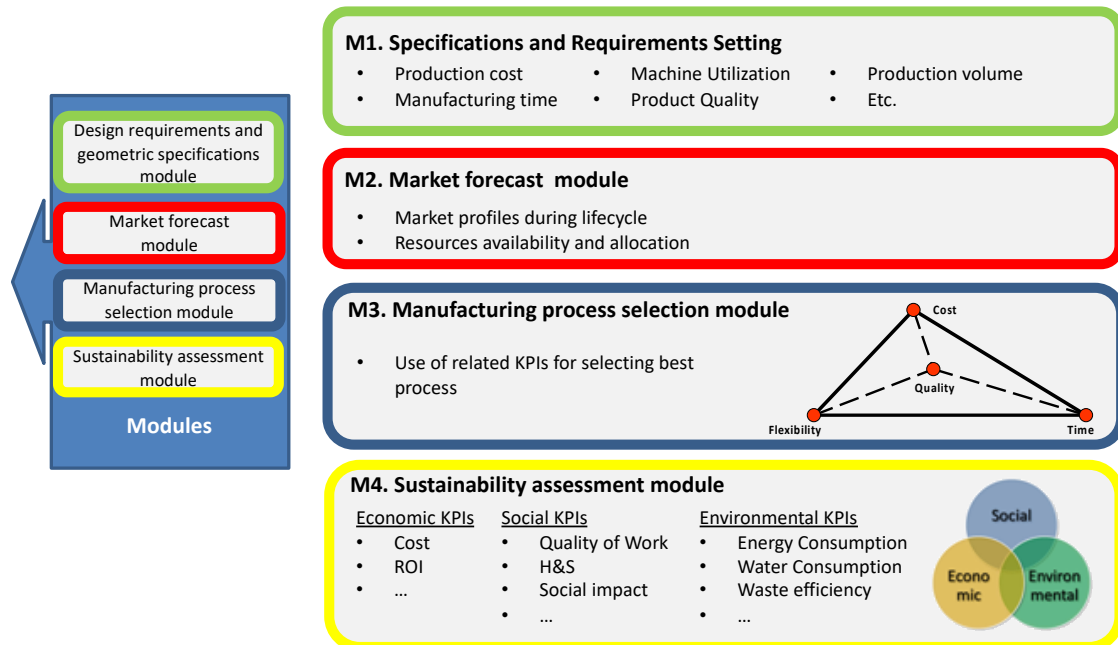 Design requirements and
geometric specifications
module
Market forecast
module
Manufacturing process
selection module
Sustainability assessment
module
Modules
M1. Specifications and Requirements Setting
• Production cost
• Manufacturing time
• Machine Utilization
• Product Quality
• Production volume
• Etc.
M2. Market forecast module
• Market profiles during lifecycle
• Resources availability and allocation
M3. Manufacturing process selection module
• Use of related KPIs for selecting best
process
Cost
Quality
Flexibility
Time
M4. Sustainability assessment module
Economic KPIs
• Cost
• ROI
• ...
Social KPIs
• Quality of Work
• H&S
• Social impact
• ...
Environmental KPIs
• Energy Consumption
• Water Consumption
• Waste efficiency
• ...
Social
Econo
mic
Environ
mental